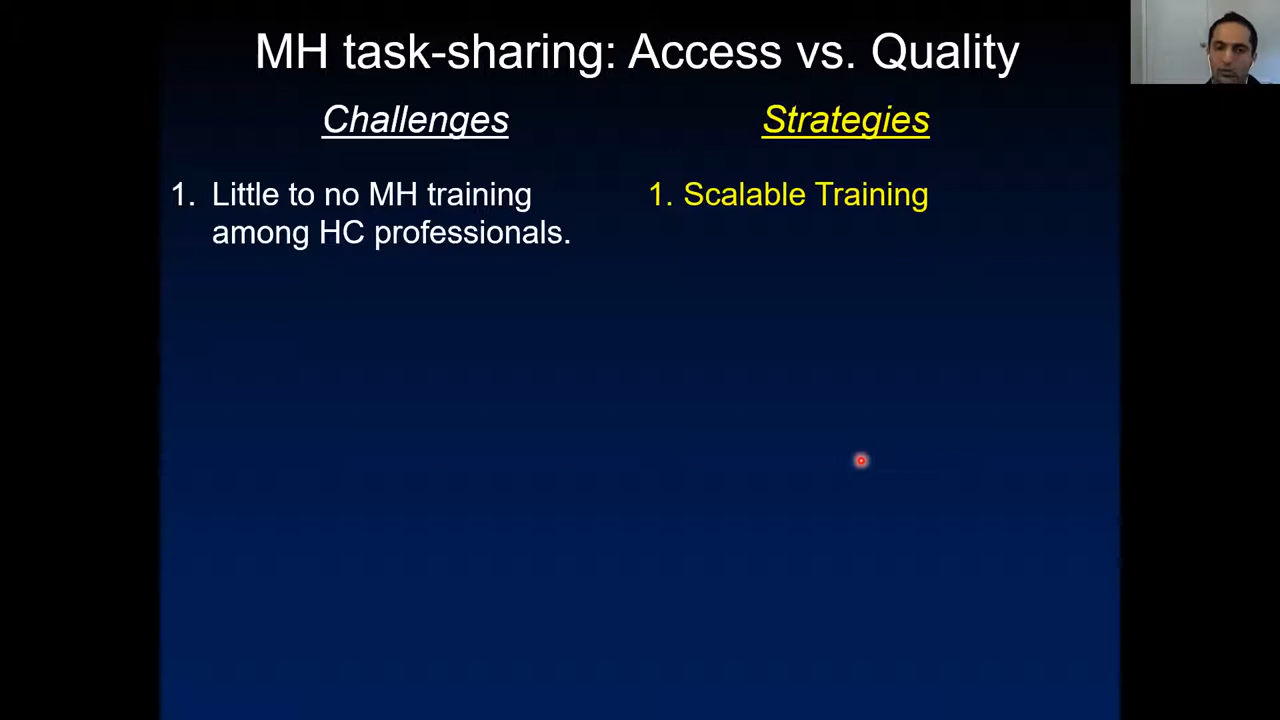 MH task-sharing: Access vs. Quality
Challenges
Strategies
1. Little to no MH training
among HC professionals.
1. Scalable Training